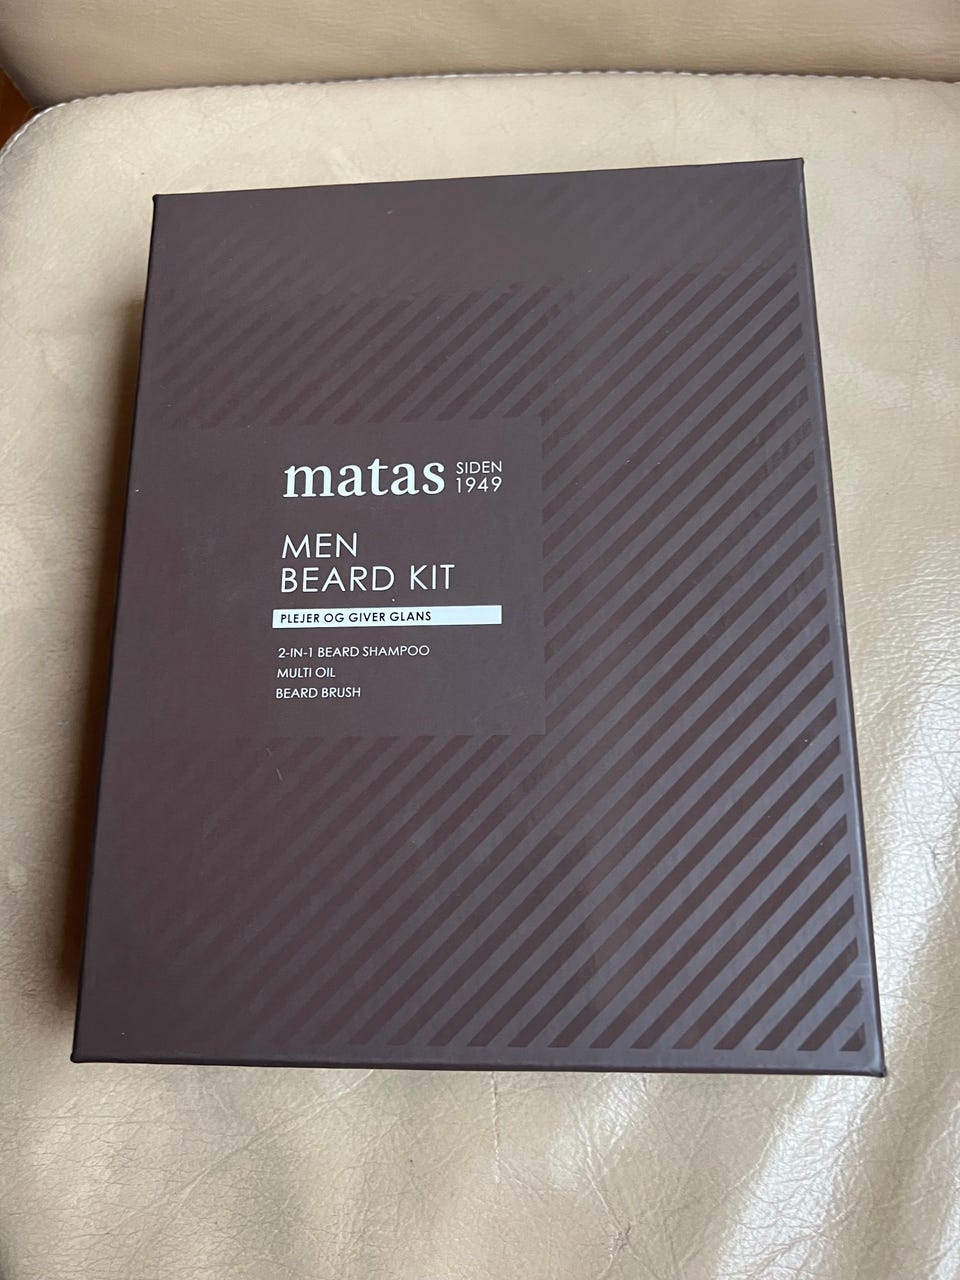 matas SIDEN
1949
MEN
BEARD KIT
PLEJER OG GIVER GLANS
2-IN-1 BEARD SHAMPOO
MULTI OIL
BEARD BRUSH